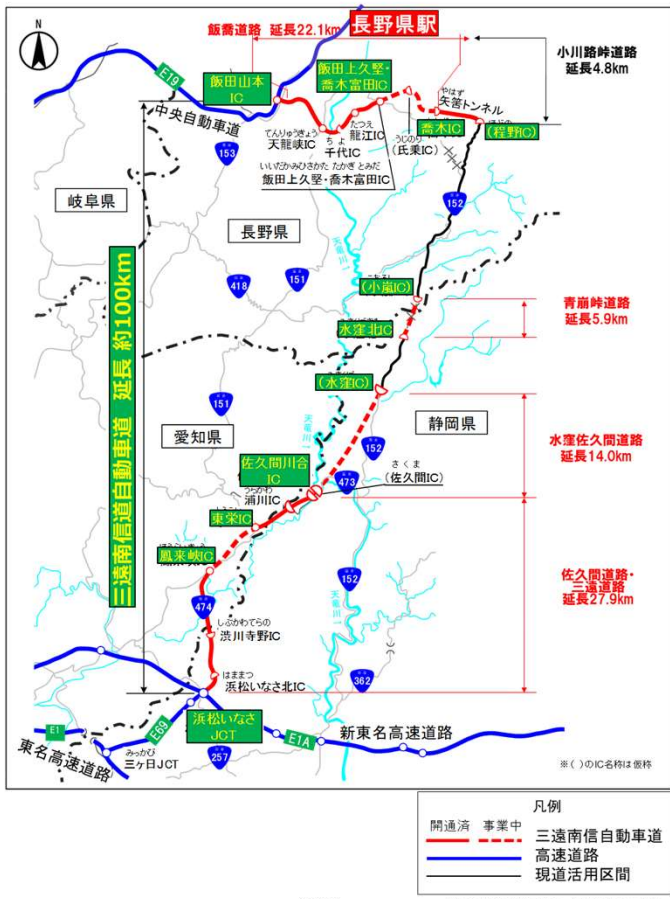 N
飯喬道路 延長22.1km
長野県駅
小川路峠道路
延長4.8km
E19
飯田山本
IC
飯田上久堅・
喬木富田IC
やはず
矢筈トンネル
中央自動車道
てんりゅうきょう
天龍峡IC
ちよ
千代IC
たつえ
龍江IC
うじのり
(氏乗IC)
喬木IC
(程野IC)
いいだかみひさかた たかぎ とみだ
飯田上久堅・喬木富田IC
153
岐阜県
長野県
152
天竜川
418
151
(小嵐IC)
青崩峠道路
延長5.9km
水窪北IC
三遠南信道自動車道 延長 約100km
(水窪IC)
151
愛知県
天竜川
静岡県
152
水窪佐久間道路
延長14.0km
佐久間川合
IC
さくま
(佐久間IC)
473
うらかわ
浦川IC
東栄IC
鳳来峡IC
152
佐久間道路・
三遠道路
延長27.9km
474
天竜川
しぶかわてらの
渋川寺野IC
はままつ
浜松いなさ北IC
362
浜松いなさ
JCT
E1
E69
E1A
新東名高速道路
東名高速道路
みっかび
三ヶ日JCT
257
※( )のIC名称は仮称
凡例
開通済 事業中
三遠南信自動車道
高速道路
現道活用区間